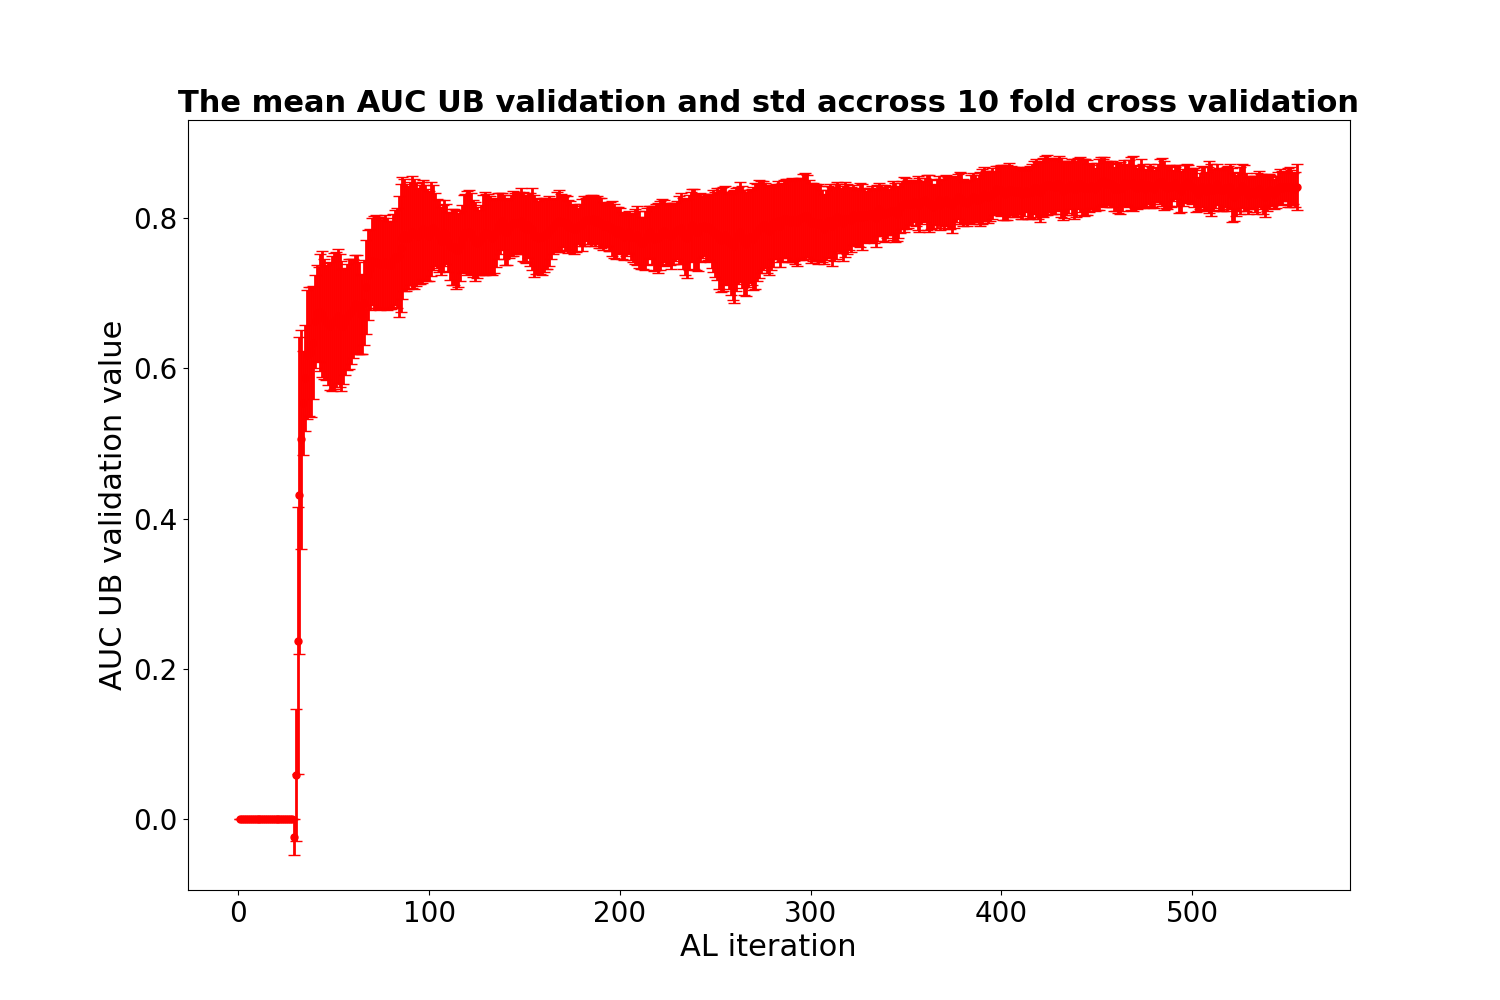 The mean AUC UB validation and std accross 10 fold cross validation
AUC UB validation value
0.8
0.6
0.4
0.2
0.0
0 100 200 300 400 500
AL iteration